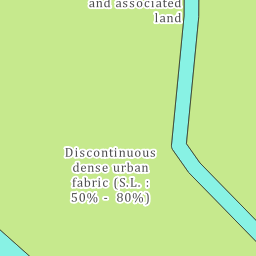 and associated
land
Discontinuous
dense urban
fabric (S.L. :
50% - 80%)